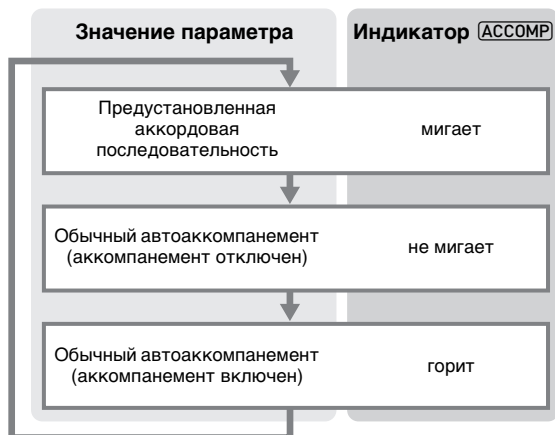 Значение параметра
Индикатор ACCOMP
Предустановленная
аккордовая
последовательность
мигает
Обычный автоаккомпанемент
(аккомпанемент отключен)
не мигает
Обычный автоаккомпанемент
(аккомпанемент включен)
горит